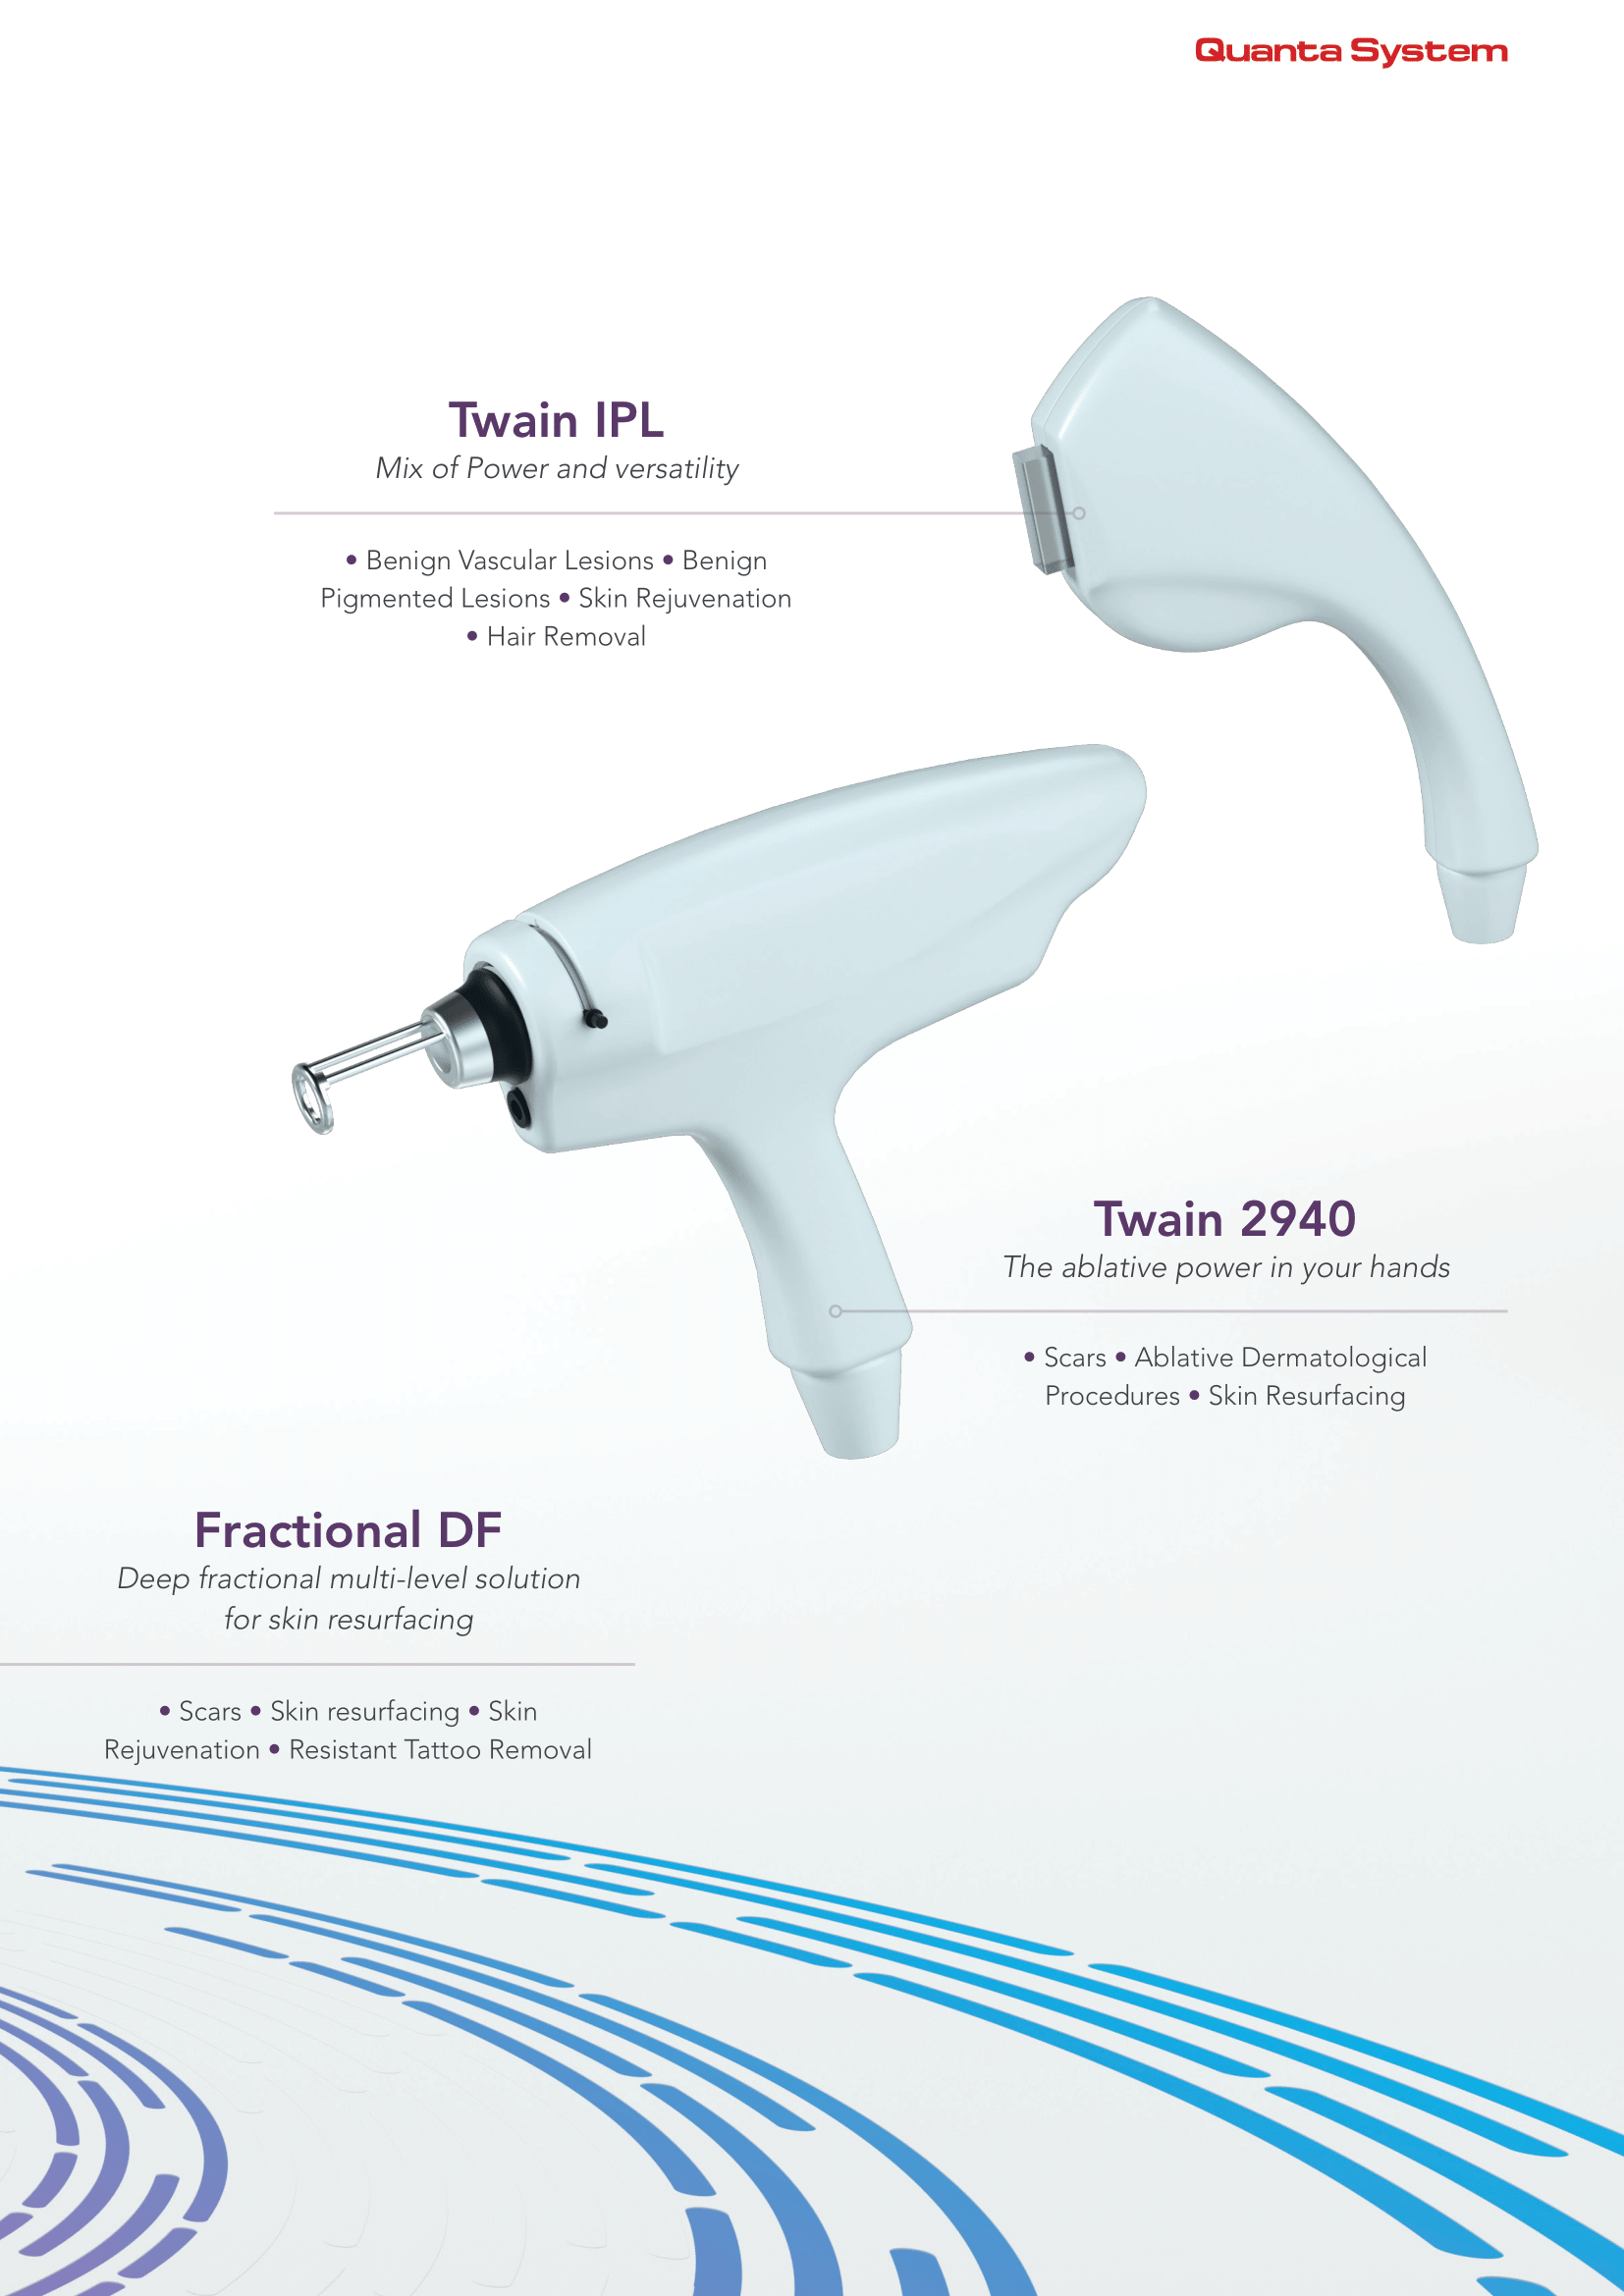 Quanta System
Twain IPL
Mix of Power and versatility
• Benign Vascular Lesions • Benign
Pigmented Lesions • Skin Rejuvenation
• Hair Removal
Twain 2940
The ablative power in your hands
• Scars • Ablative Dermatological
Procedures • Skin Resurfacing
Fractional DF
Deep fractional multi-level solution
for skin resurfacing
• Scars • Skin resurfacing • Skin
Rejuvenation • Resistant Tattoo Removal